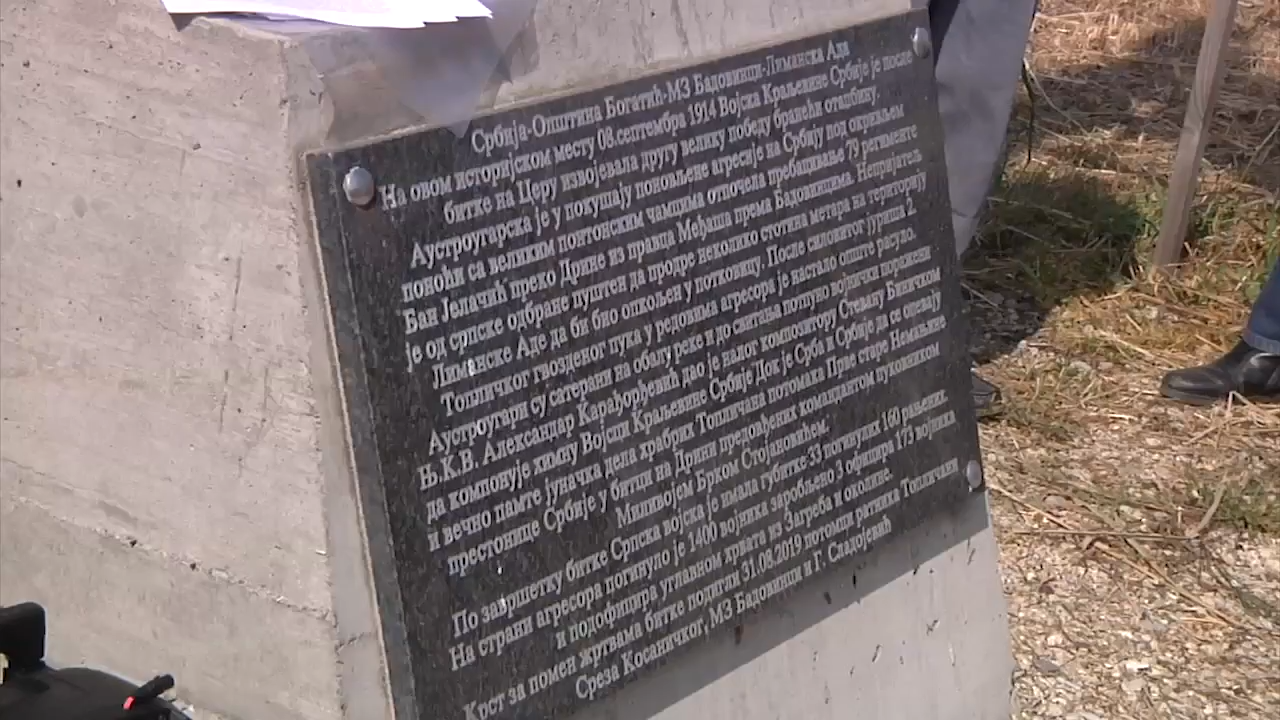 Србија-Општина Богатић-МЗ Бадовинци-Лиманска Ада
На овом историјском месту 08.септембра 1914 Војска Краљевине Србије је после
битке на Церу извојевала другу велику победу бранећи отаџбину.
Аустроугарска је у покушају поновљене агресије на Србију под окриљем
поноћи са великим понтонским чамцима отпочела пребацивање 79 регименте
Бан Јелачић преко Дрине из правца Међаша према Бадовинцима. Непријатељ
је од српске одбране пуштен да продре неколико стотина метара на територију
Лиманске Аде да би био опкољен у потковицу. После силовитог јуриша 2.
Топличког гвозденог пука у редовима агресора је настало опште расуло.
Аустроугари су сатерани на обалу реке и до свитања потпуно војнички поражени
Њ.К.В. Александар Карађорђевић дао је налог композитору Стевану Биничком
да компонује химну Војсци Краљевине Србије Док је Срба и Србије да се опевају
и вечно памте јуначка дела храбрих Топличана потомака Прве старе Немањине
престонице Србије у битци на Дрини предовђених командантом пуковником
Миливојем Брком Стојановићем.
По завршетку битке Српска војска је имала губитке 33 погинулих 160 рањених.
На страни агресора погинуло је 1400 војника заробљено 3 официра 173 војника
и подофицира углавном хрвата из Загреба и околине.
Крст за помен жртвама битке подигли 31.08.2019 потомци ратника Топличани
Среза Косаничког, МЗ Бадовинци и Г. Сладојевић